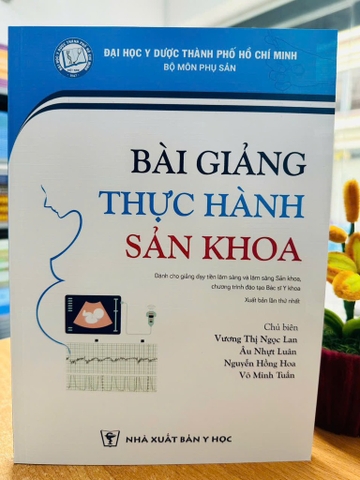 ĐẠI HỌC Y DƯỢC THÀNH PHỐ HỒ CHÍ MINH
BỘ MÔN PHỤ SẢN
BÀI GIẢNG
THỰC HÀNH
SẢN KHOA
Dành cho giảng dạy tiền lâm sàng và lâm sàng Sản khoa,
chương trình đào tạo Bác sĩ Y khoa
Xuất bản lần thứ nhất
Chủ biên
Vương Thị Ngọc Lan
Âu Nhựt Luân
Nguyễn Hồng Hoa
Võ Minh Tuấn
NHÀ XUẤT BẢN Y HỌC